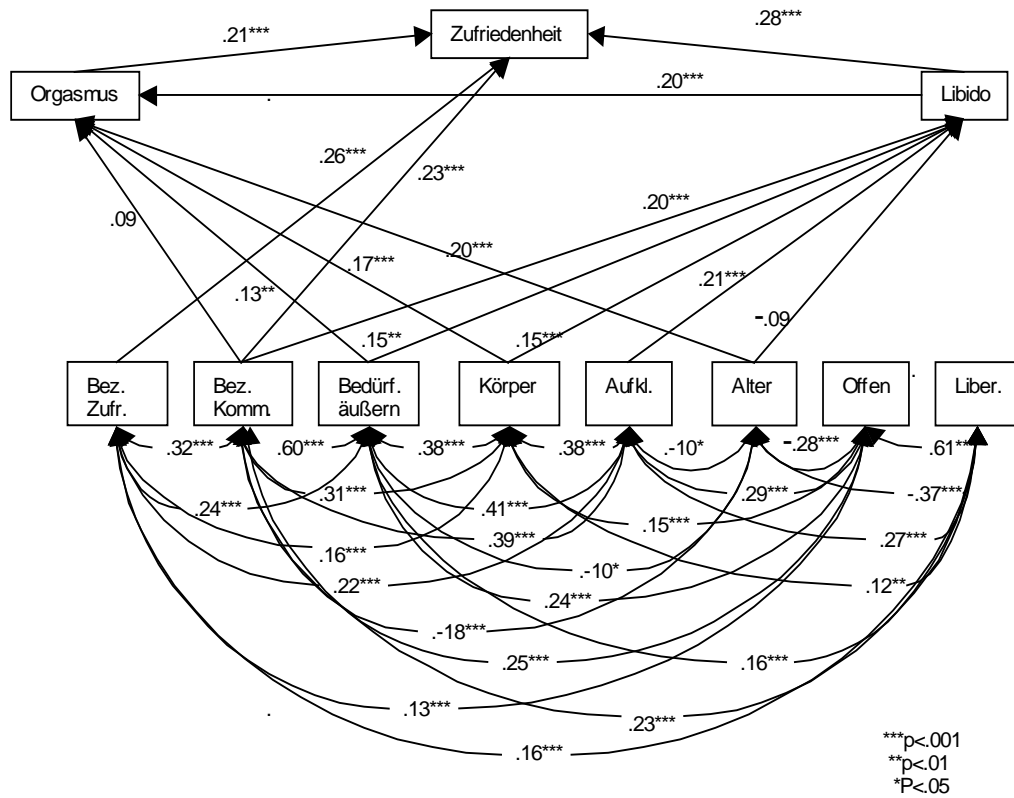 .21***
Zufriedenheit
.28***
Orgasmus
.
.20***
Libido
.26***
.23***
.09
.20***
.17***
.20***
.21***
.13**
.15**
.15***
-.09
Bez.
Zufr.
Bez.
Komm.
Bedürf.
äußern
Körper
Aufkl.
Alter
Offen
.
Liber.
.32***
.60***
.38***
.38***
.-10*
-.28***
.61**
.24***
.31***
.41***
.29***
-.37***
.16***
.39***
.15***
.27***
.22***
.-10*
.12**
.24***
.-18***
.25***
.16***
.13***
.23***
.
.16***
***p<.001
**p<.01
*P<.05